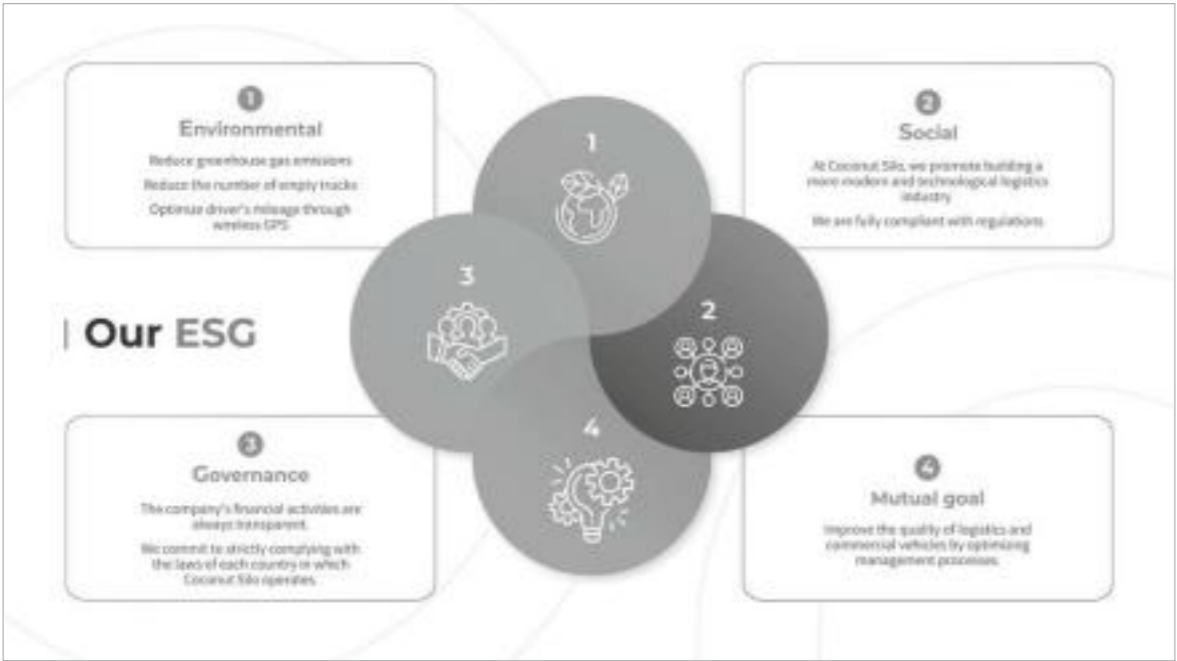 1
Environmental
Reduce greenhouse gas emissions
Reduce the number of empty trucks
Optimize driver's mileage through
wireless GPS
2
Social
At Coconut Silo, we promote building a
more modern and technological logistics
industry
We are fully compliant with regulations
1
3
2
4
Our ESG
3
Governance
The company's financial activities are
always transparent.
We commit to strictly complying with
the laws of each country in which
Coconut Silo operates.
4
Mutual goal
Improve the quality of logistics and
commercial vehicles by optimizing
management processes.